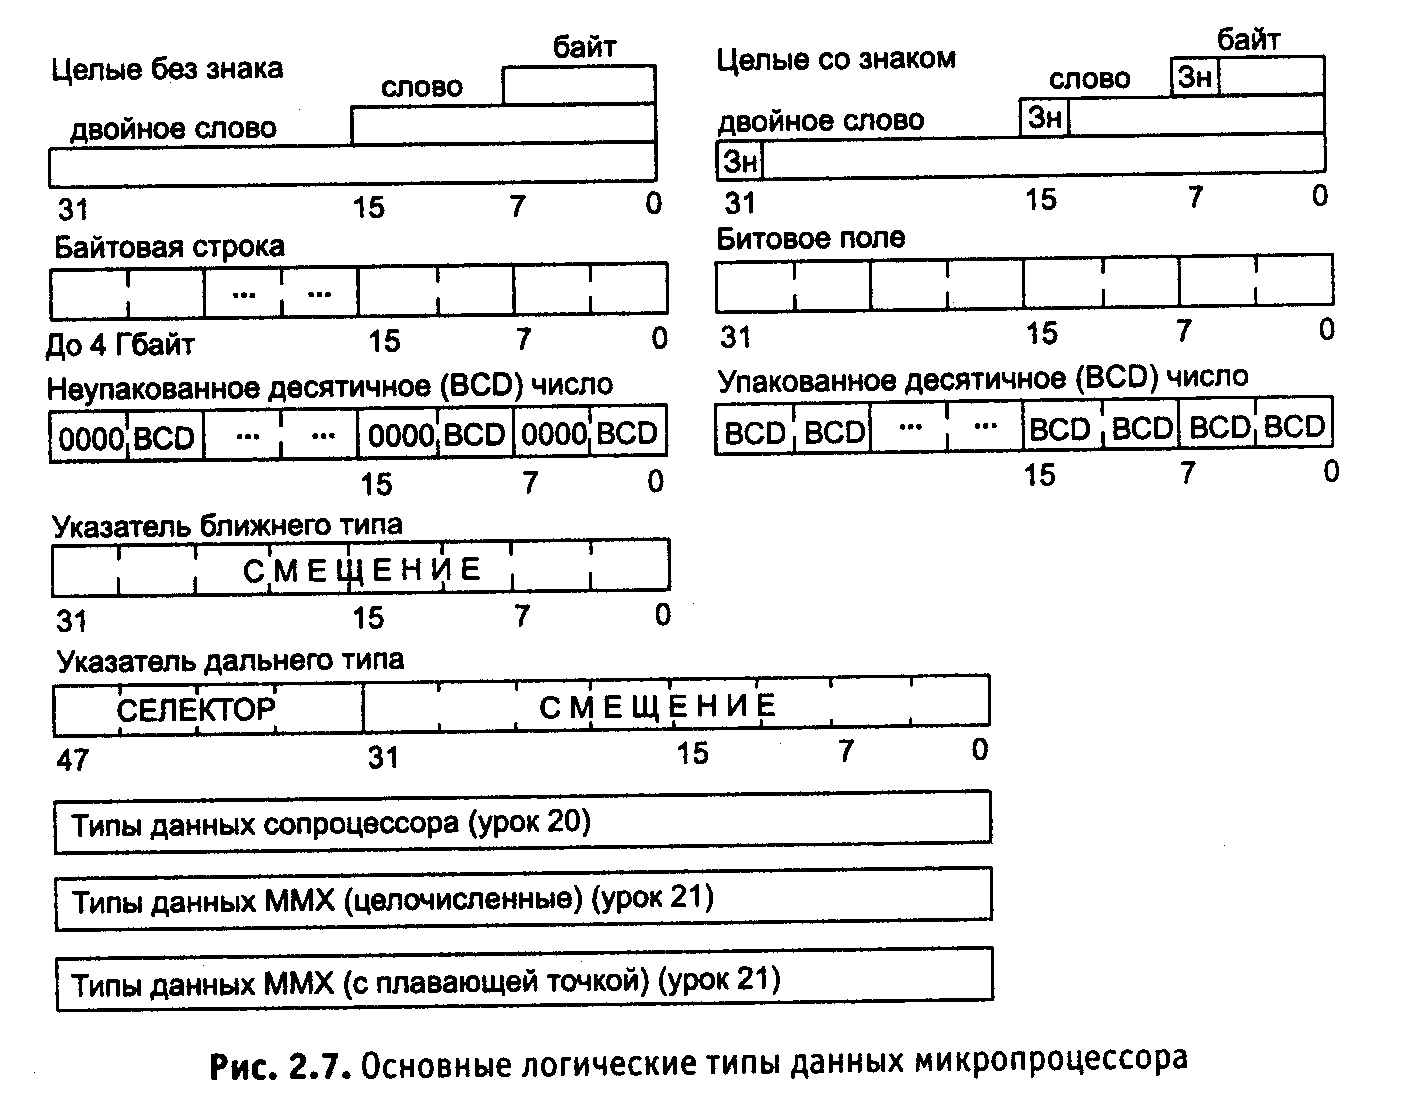 Целые без знака
байт
слово
двойное слово
31 15 7 0
Целые со знаком
байт
слово
Зн
двойное слово
Зн
Зн
31 15 7 0
Байтовая строка
... ...
До 4 Гбайт 15 7 0
Битовое поле
31 15 7 0
Неупакованное десятичное (BCD) число
0000 BCD ... ... 0000 BCD 0000 BCD
15 7 0
Упакованное десятичное (BCD) число
BCD BCD ... ... BCD BCD BCD BCD
15 7 0
Указатель ближнего типа
СМЕЩЕНИЕ
31 15 7 0
Указатель дальнего типа
СЕЛЕКТОР СМЕЩЕНИЕ
47 31 15 7 0
Типы данных сопроцессора (урок 20)
Типы данных MMX (целочисленные) (урок 21)
Типы данных MMX (с плавающей точкой) (урок 21)
Рис. 2.7. Основные логические типы данных микропроцессора